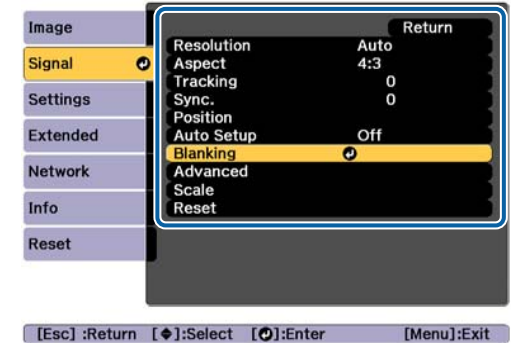 Image
Signal
Settings
Extended
Network
Info
Reset
Return
Resolution Auto
Aspect 4:3
Tracking 0
Sync. 0
Position
Auto Setup Off
Blanking
Advanced
Scale
Reset
[Esc] :Return [◆]:Select [↵]:Enter [Menu]:Exit